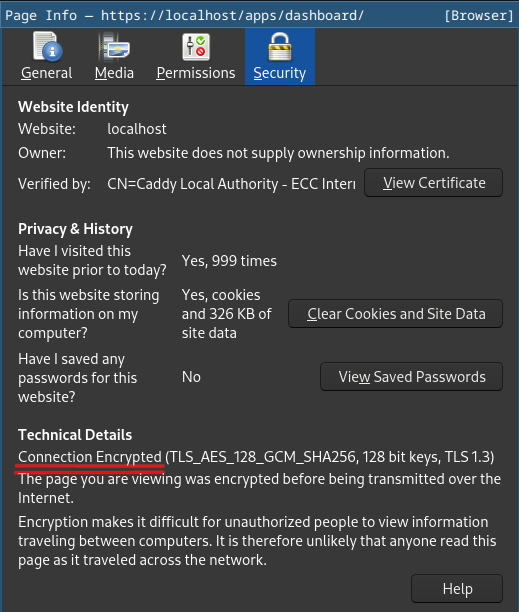 Page Info — https://localhost/apps/dashboard/ [Browser]
General Media Permissions Security
Website Identity
Website: localhost
Owner: This website does not supply ownership information.
Verified by: CN=Caddy Local Authority - ECC Inter View Certificate
Privacy & History
Have I visited this
website prior to today? Yes, 999 times
Is this website storing
information on my
computer?
Yes, cookies
and 326 KB of
site data
Clear Cookies and Site Data
Have I saved any
passwords for this
website?
No
View Saved Passwords
Technical Details
Connection Encrypted (TLS_AES_128_GCM_SHA256, 128 bit keys, TLS 1.3)
The page you are viewing was encrypted before being transmitted over the
Internet.
Encryption makes it difficult for unauthorized people to view information
traveling between computers. It is therefore unlikely that anyone read this
page as it traveled across the network.
Help